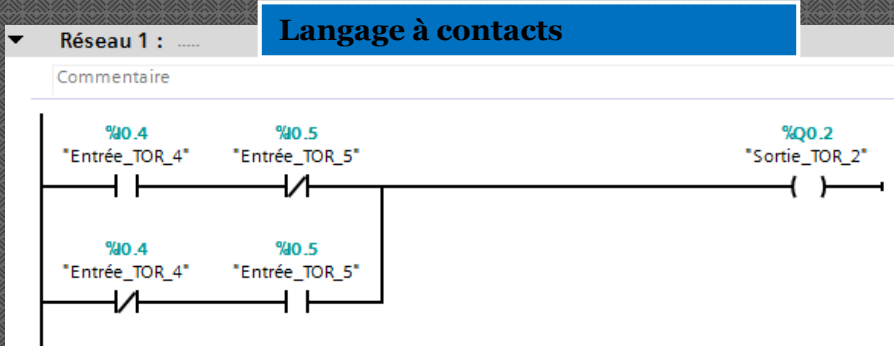 Langage à contacts
Réseau 1 : .....
Commentaire
%I0.4 %I0.5 %Q0.2
"Entrée_TOR_4" "Entrée_TOR_5" "Sortie_TOR_2"
%I0.4 %I0.5
"Entrée_TOR_4" "Entrée_TOR_5"